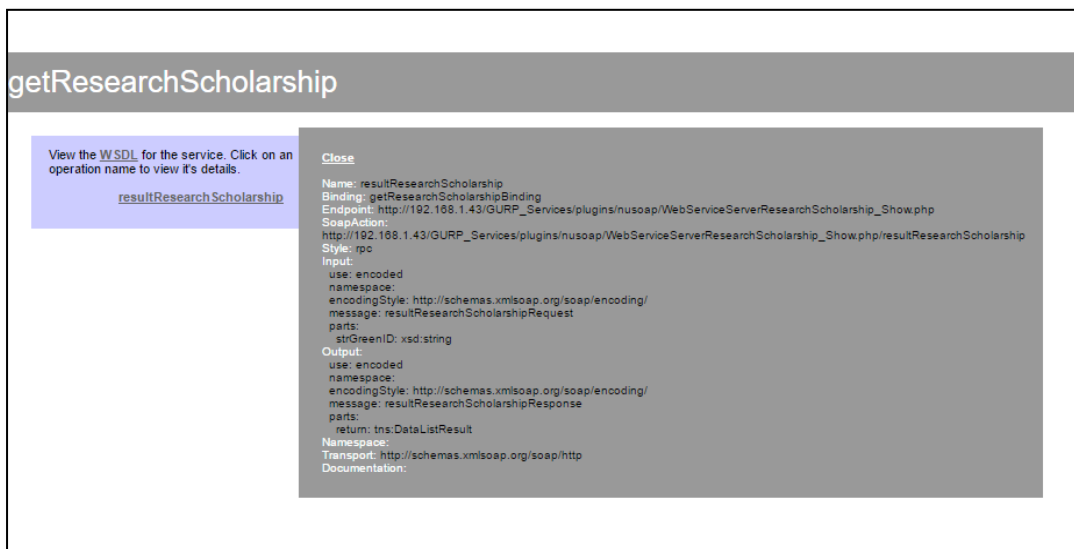 getResearchScholarship
View the WSDL for the service. Click on an
operation name to view it's details.
resultResearchScholarship
Close
Name: resultResearchScholarship
Binding: getResearchScholarshipBinding
Endpoint: http://192.168.1.43/GURP_Services/plugins/nusoap/WebServiceServerResearchScholarship_Show.php
SoapAction:
http://192.168.1.43/GURP_Services/plugins/nusoap/WebServiceServerResearchScholarship_Show.php/resultResearchScholarship
Style: rpc
Input:
use: encoded
namespace:
encodingStyle: http://schemas.xmlsoap.org/soap/encoding/
message: resultResearchScholarshipRequest
parts:
strGreenID: xsd:string
Output:
use: encoded
namespace:
encodingStyle: http://schemas.xmlsoap.org/soap/encoding/
message: resultResearchScholarshipResponse
parts:
return: tns:DataListResult
Namespace:
Transport: http://schemas.xmlsoap.org/soap/http
Documentation: